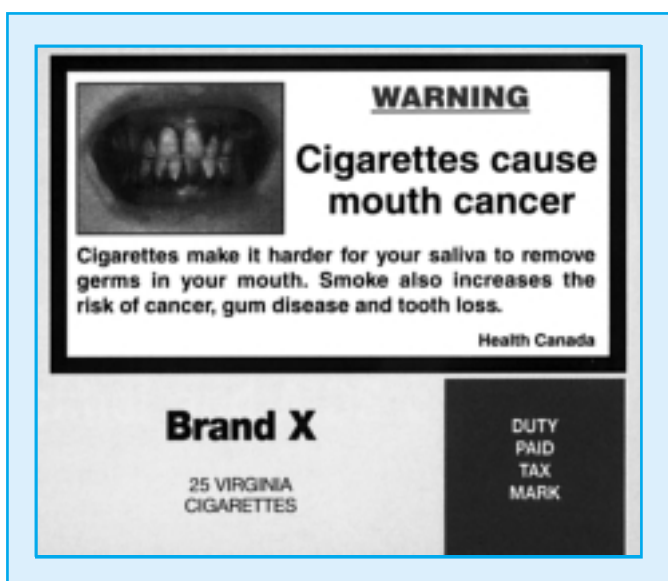 WARNING
Cigarettes cause
mouth cancer
Cigarettes make it harder for your saliva to remove
germs in your mouth. Smoke also increases the
risk of cancer, gum disease and tooth loss.
Health Canada
Brand X
25 VIRGINIA
CIGARETTES
DUTY
PAID
TAX
MARK